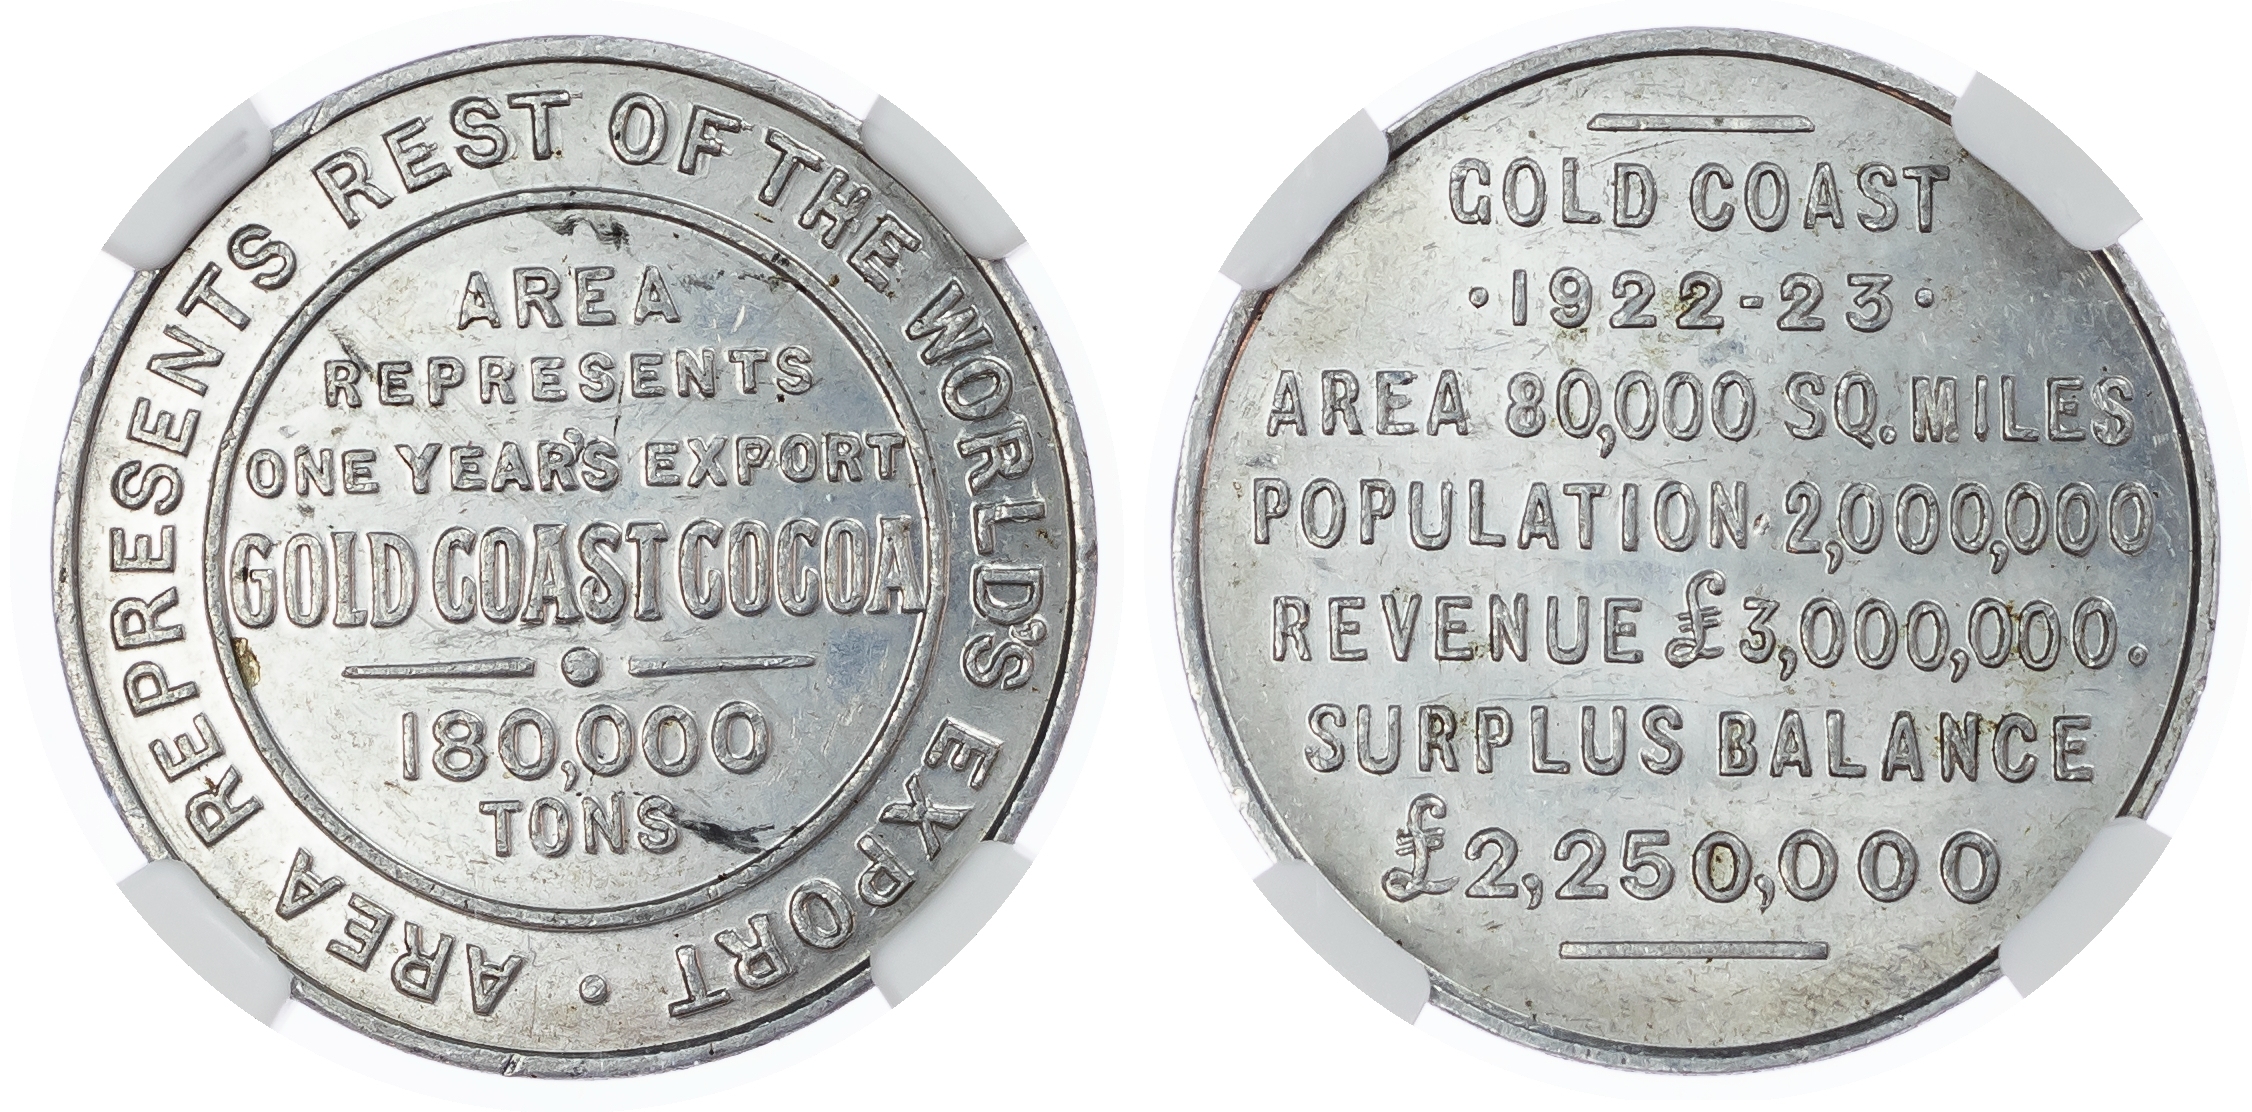 AREA REPRESENTS REST OF THE WORLD'S EXPORT ·
AREA
REPRESENTS
ONE YEAR'S EXPORT
GOLD COAST COCOA
180,000
TONS
GOLD COAST
·1922-23·
AREA 80,000 SQ. MILES
POPULATION 2,000,000
REVENUE £3,000,000.
SURPLUS BALANCE
£2,250,000